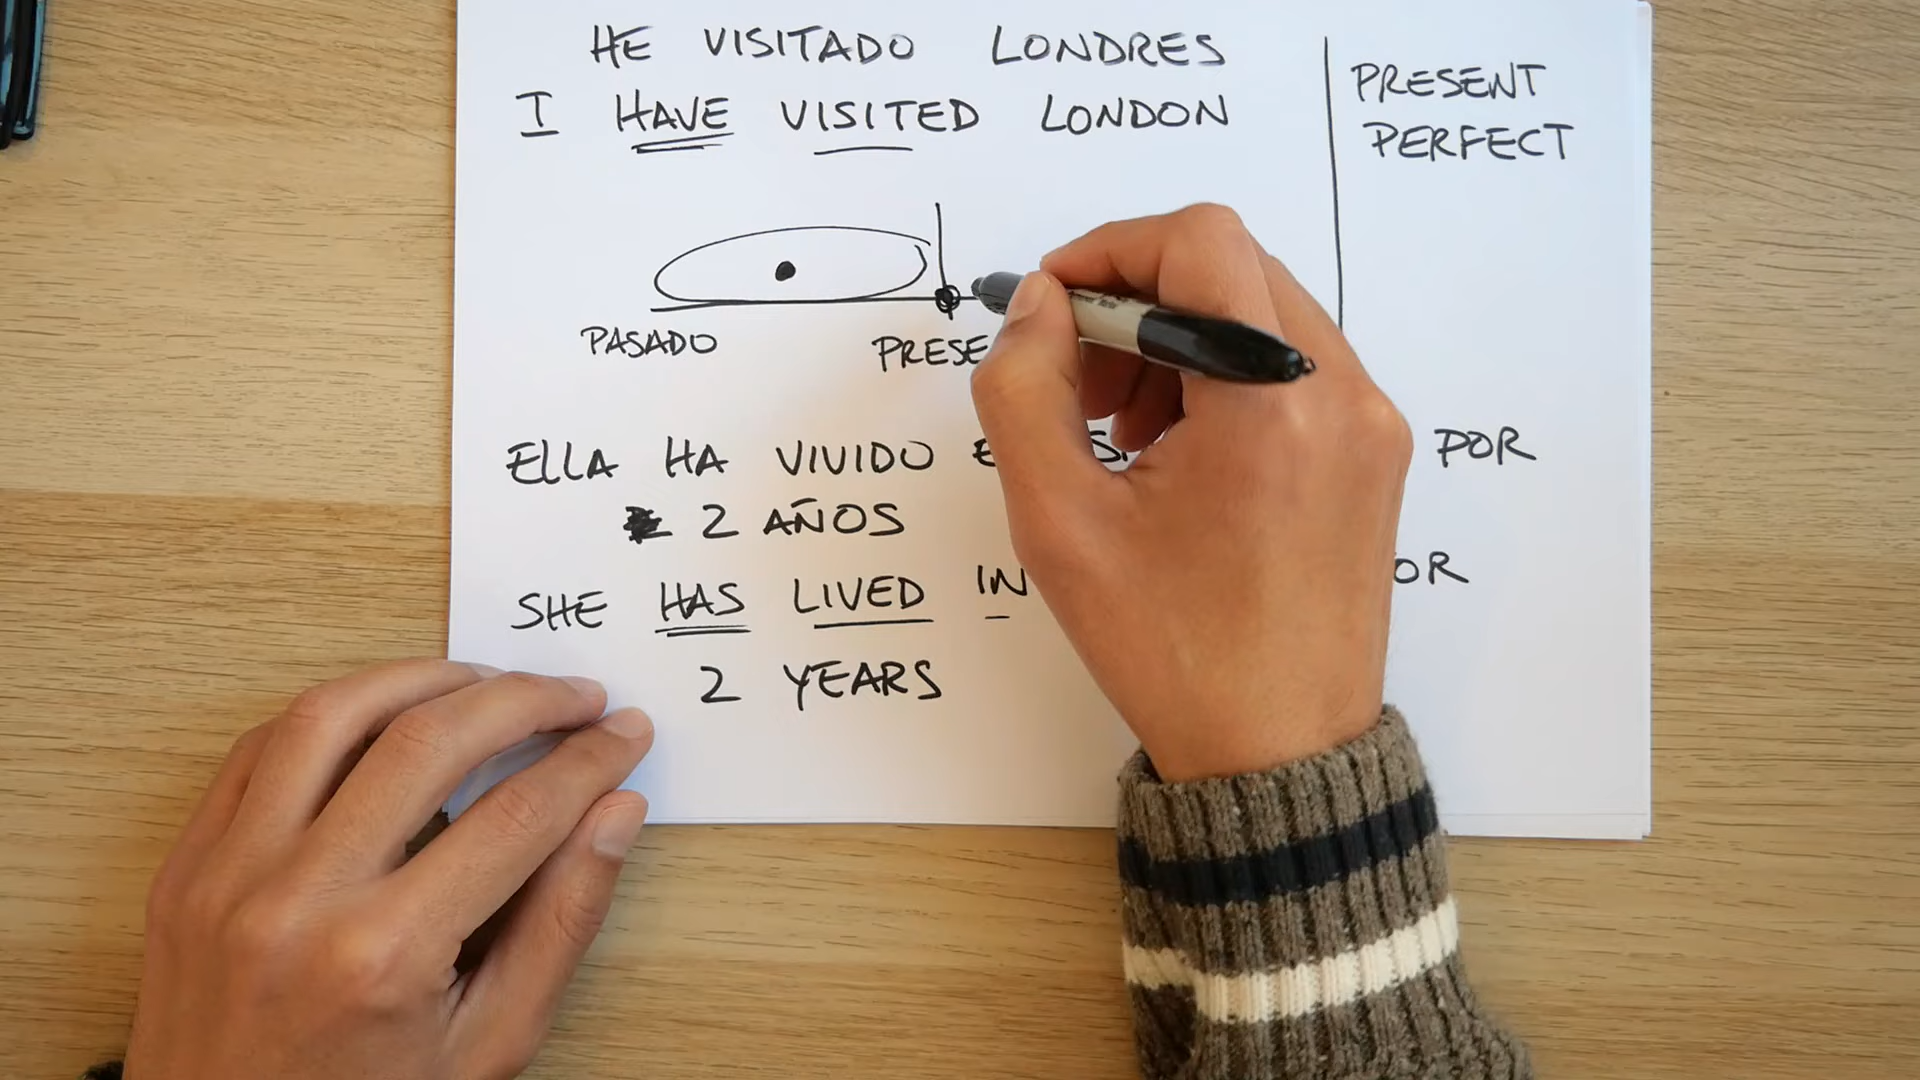 HE VISITADO LONDRES
I HAVE VISITED LONDON
PRESENT
PERFECT
PASADO
ELLA HA VIVIDO POR
2 AÑOS
SHE HAS LIVED IN
2 YEARS